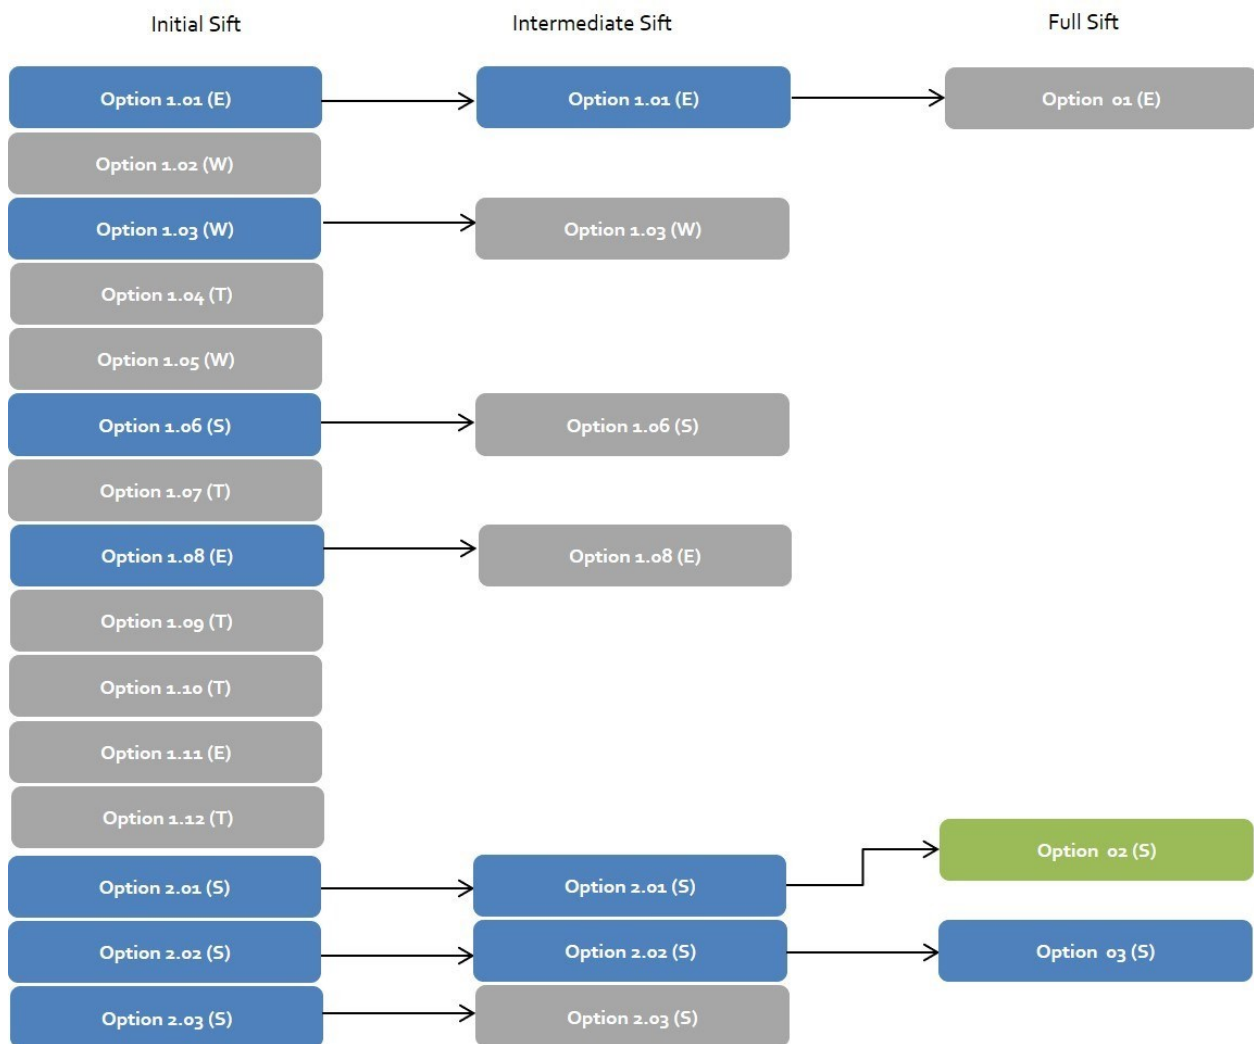 Initial Sift
Intermediate Sift
Full Sift
Option 1.01 (E)
Option 1.01 (E)
Option 01 (E)
Option 1.02 (W)
Option 1.03 (W)
Option 1.03 (W)
Option 1.04 (T)
Option 1.05 (W)
Option 1.06 (S)
Option 1.06 (S)
Option 1.07 (T)
Option 1.08 (E)
Option 1.08 (E)
Option 1.09 (T)
Option 1.10 (T)
Option 1.11 (E)
Option 1.12 (T)
Option 02 (S)
Option 2.01 (S)
Option 2.01 (S)
Option 2.02 (S)
Option 2.02 (S)
Option 03 (S)
Option 2.03 (S)
Option 2.03 (S)